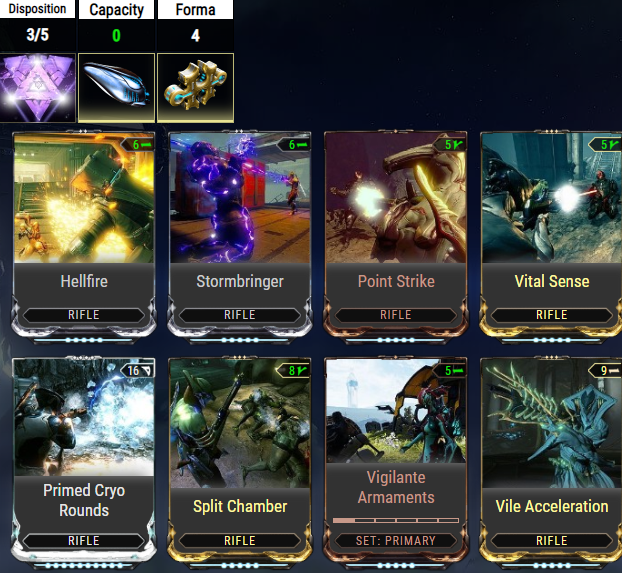 Disposition Capacity Forma
3/5 0 4
6 6 5 5
Hellfire Stormbringer Point Strike Vital Sense
RIFLE RIFLE RIFLE RIFLE
16 8 5 9
Primed Cryo Rounds Split Chamber Vigilante Armaments Vile Acceleration
RIFLE RIFLE SET: PRIMARY RIFLE